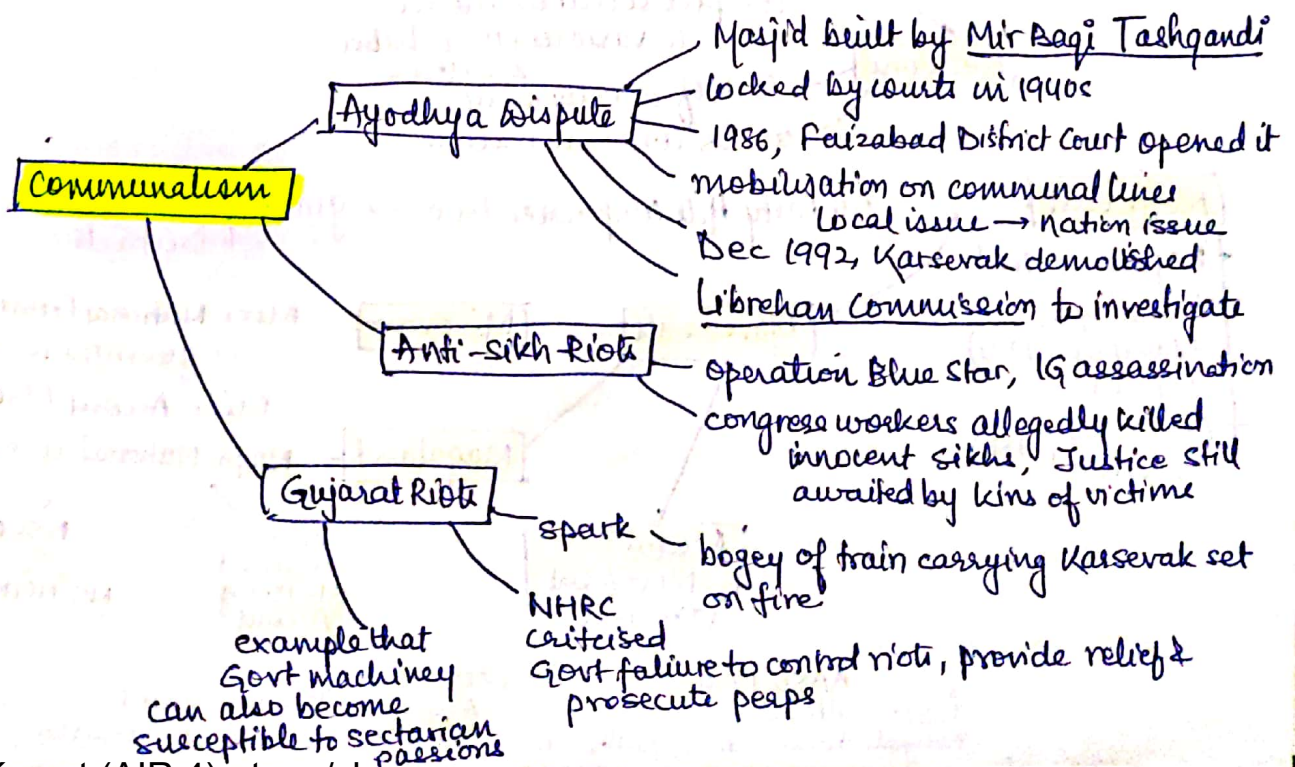 Communalism
Ayodhya Dispute
Masjid built by Mir Baqi Tashqandi
locked by courts in 1940s
1986, Faizabad District Court opened it
mobilisation on communal lines
Local issue → nation issue
Dec 1992, Karsevak demolished
Librehan Commission to investigate
Anti-Sikh Riots
operation Blue Star, IG assassination
congress workers allegedly killed
innocent Sikhs, Justice still
awaited by kins of victims
Gujarat Riots
spark
bogey of train carrying Karsevak set
on fire
NHRC
criticised
Govt faliure to control riots, provide relief &
prosecute perps
example that
Govt machiney
can also become
susceptible to sectarian
passions